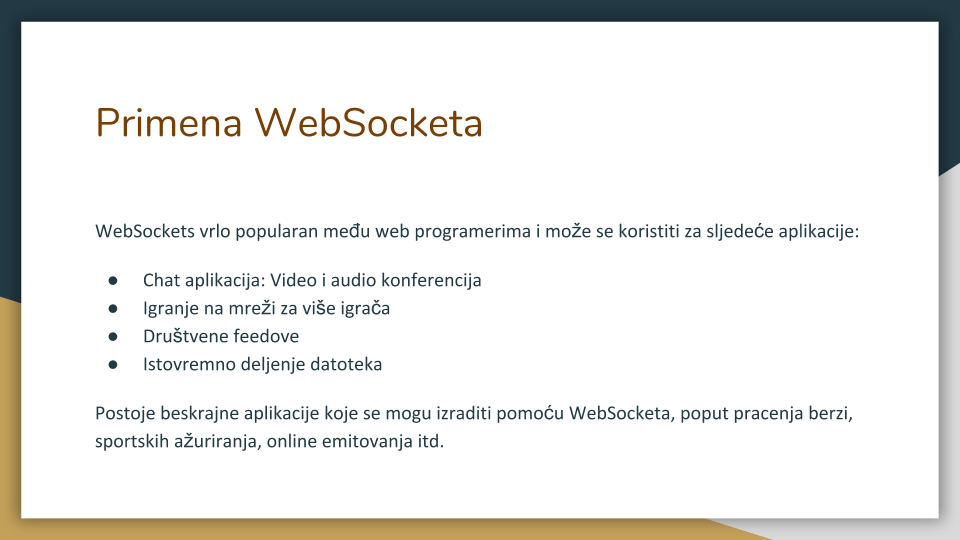 Primena WebSocketa
WebSockets vrlo popularan među web programerima i može se koristiti za sljedeće aplikacije:
● Chat aplikacija: Video i audio konferencija
● Igranje na mreži za više igrača
● Društvene feedove
● Istovremno deljenje datoteka
Postoje beskrajne aplikacije koje se mogu izraditi pomoću WebSocketa, poput pracenja berzi,
sportskih ažuriranja, online emitovanja itd.